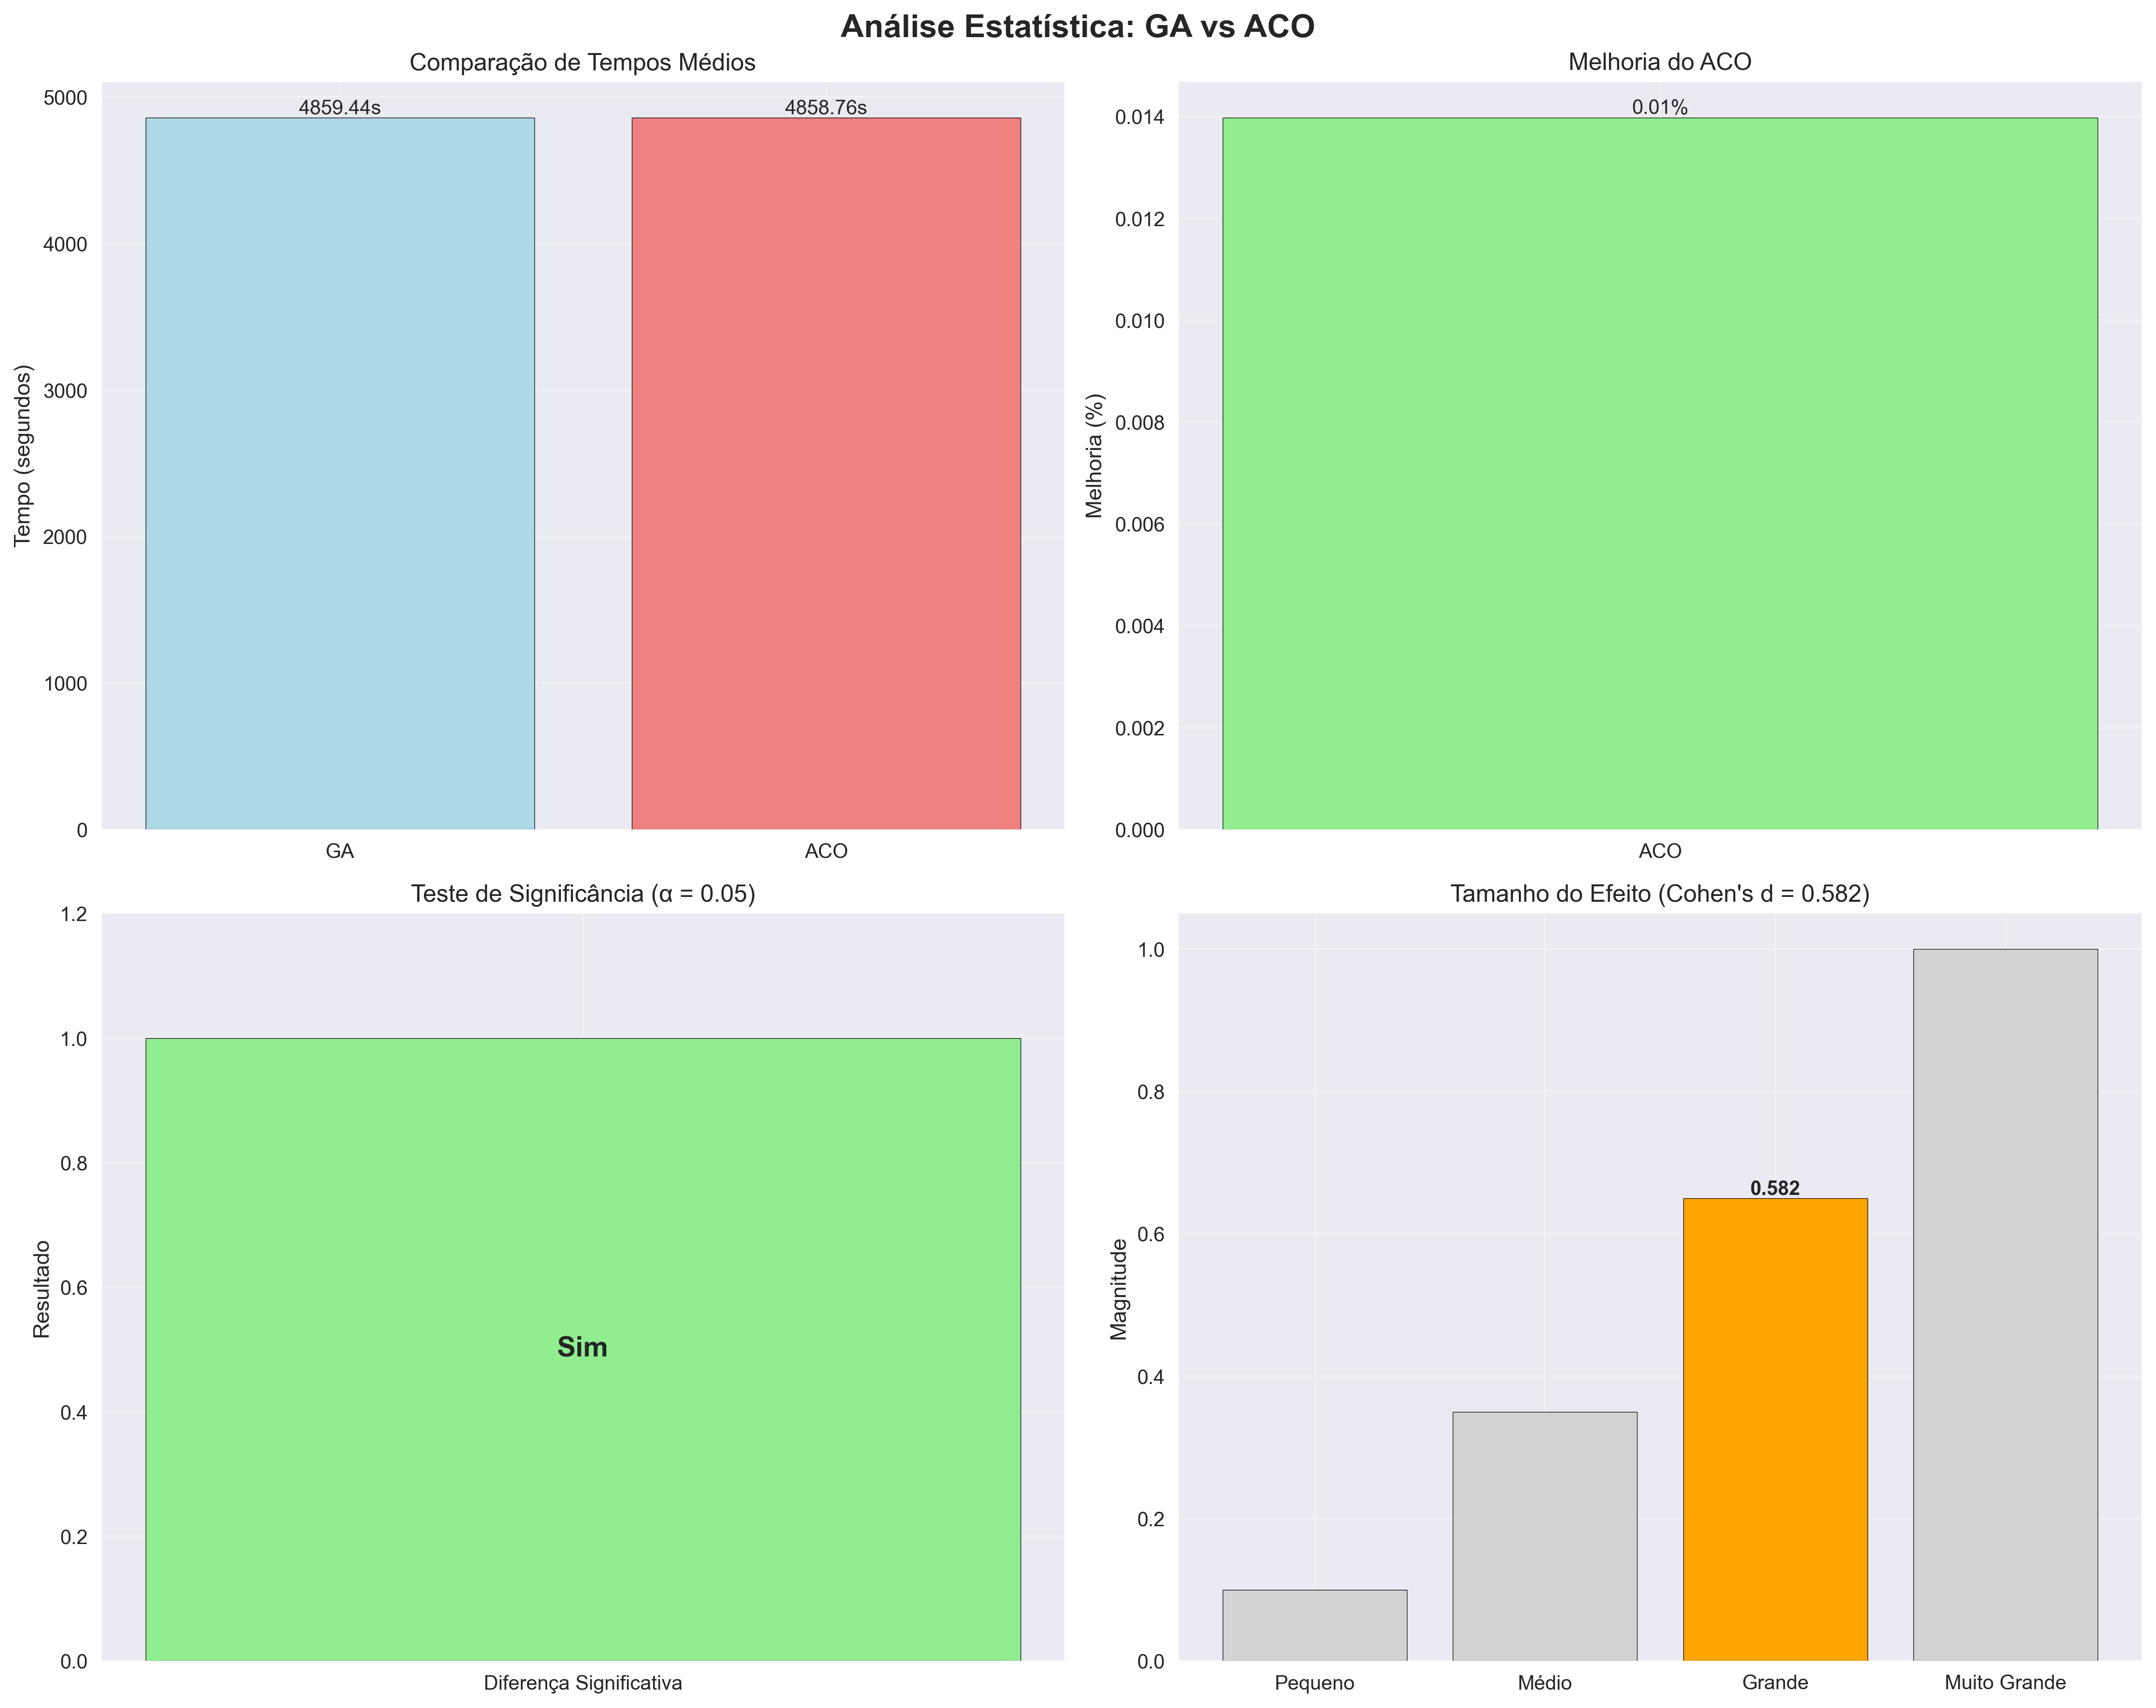 Análise Estatística: GA vs ACO
Comparação de Tempos Médios
Tempo (segundos)
5000
4000
3000
2000
1000
0
4859.44s
4858.76s
GA
ACO
Melhoria do ACO
Melhoria (%)
0.014
0.012
0.010
0.008
0.006
0.004
0.002
0.000
0.01%
ACO
Teste de Significância (α = 0.05)
Resultado
1.2
1.0
0.8
0.6
0.4
0.2
0.0
Sim
Diferença Significativa
Tamanho do Efeito (Cohen's d = 0.582)
Magnitude
1.0
0.8
0.6
0.4
0.2
0.0
0.582
Pequeno
Médio
Grande
Muito Grande